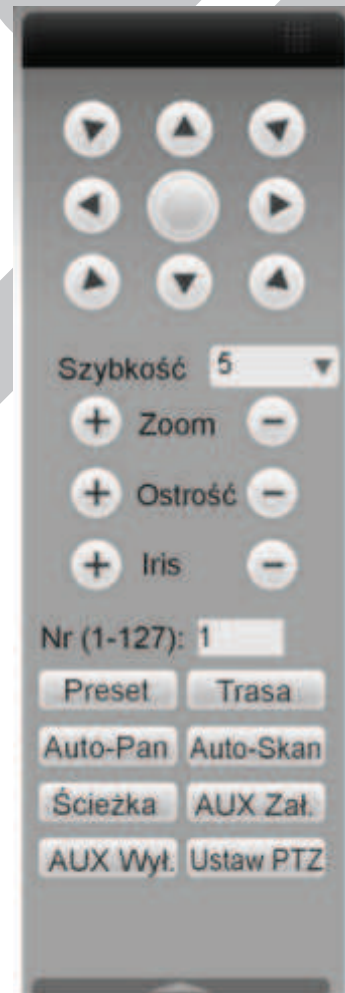 Szybkość 5
+ Zoom −
+ Ostrość −
+ Iris −
Nr (1-127): 1
Preset Trasa
Auto-Pan Auto-Skan
Ścieżka AUX Zał.
AUX Wył. Ustaw PTZ